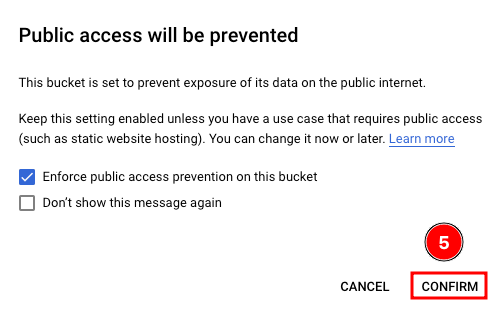 Public access will be prevented
This bucket is set to prevent exposure of its data on the public internet.
Keep this setting enabled unless you have a use case that requires public access
(such as static website hosting). You can change it now or later. Learn more
Enforce public access prevention on this bucket
Don't show this message again
5
CANCEL CONFIRM